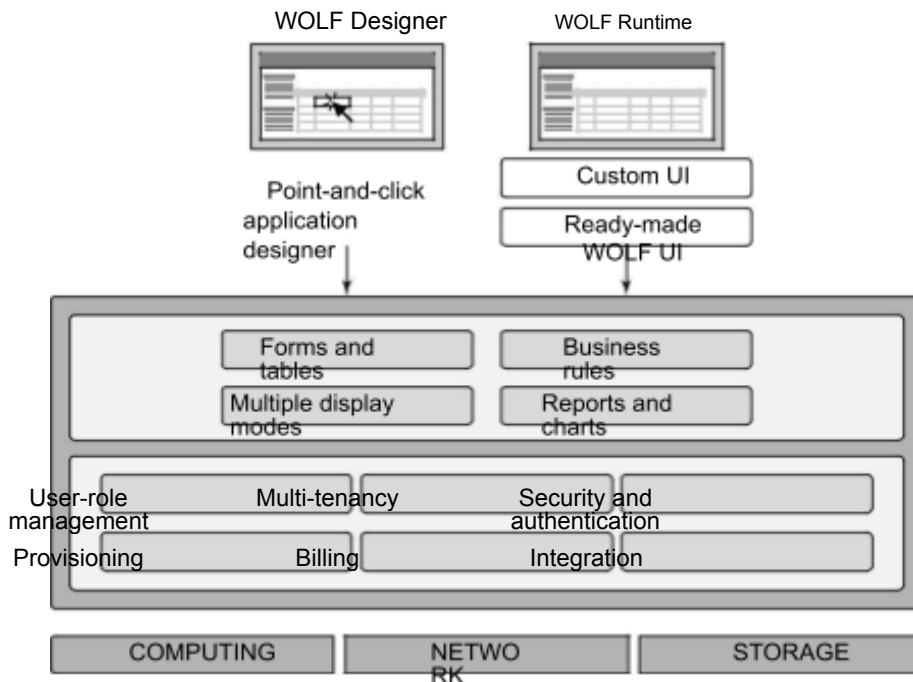 WOLF Designer
WOLF Runtime
Point-and-click
application
designer
Custom UI
Ready-made
WOLF UI
Forms and
tables
Business
rules
Multiple display
modes
Reports and
charts
User-role
management
Multi-tenancy
Security and
authentication
Provisioning
Billing
Integration
COMPUTING
NETWO
RK
STORAGE